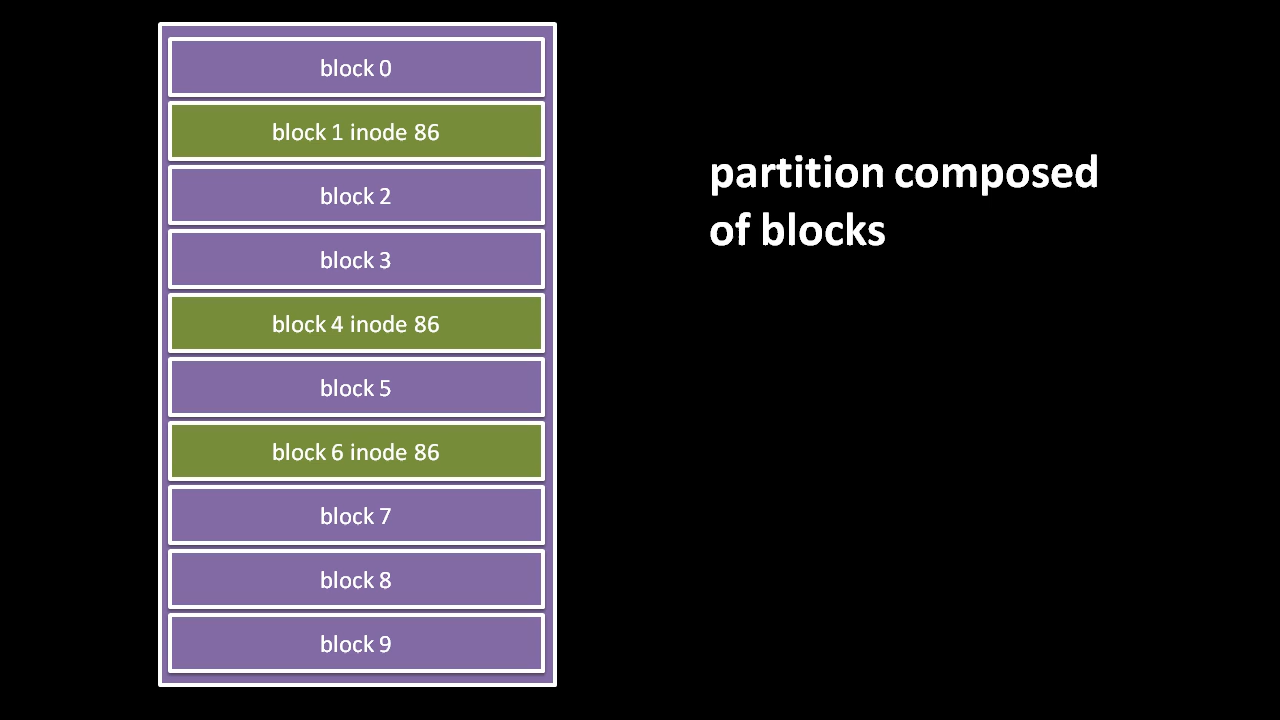 block 0
block 1 inode 86
block 2
block 3
block 4 inode 86
block 5
block 6 inode 86
block 7
block 8
block 9
partition composed
of blocks